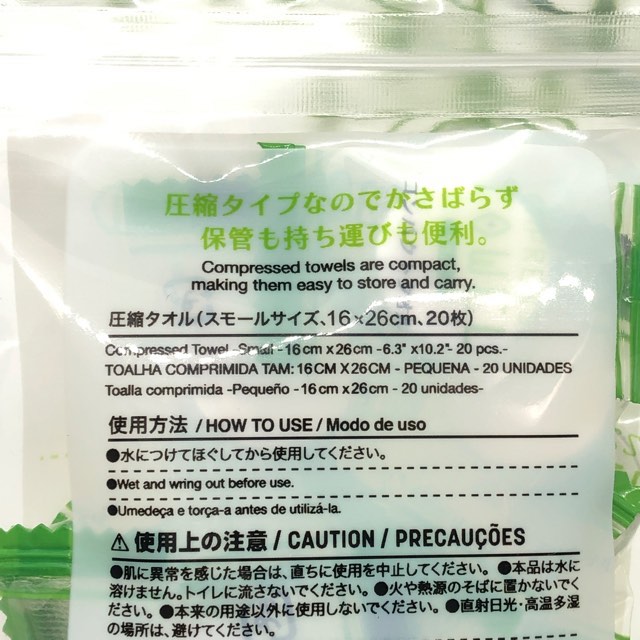 圧縮タイプなのでかさばらず
保管も持ち運びも便利。
Compressed towels are compact,
making them easy to store and carry.
圧縮タオル(スモールサイズ、16×26cm、20枚)
Compressed Towel -Small - 16 cm x 26 cm - 6.3" x10.2"- 20 pcs.-
TOALHA COMPRIMIDA TAM: 16 CM X 26 CM - PEQUENA - 20 UNIDADES
Toalla comprimida -Pequeño - 16 cm x 26 cm - 20 unidades-
使用方法 / HOW TO USE / Modo de uso
●水につけてほぐしてから使用してください。
●Wet and wring out before use.
●Umedeça e torça-a antes de utilizá-la.
⚠使用上の注意 / CAUTION / PRECAUÇÕES
●肌に異常を感じた場合は、直ちに使用を中止してください。 ●本品は水に
溶けません。トイレに流さないでください。 ●火や熱源のそばに置かないでく
ださい。 ●本来の用途以外に使用しないでください。 ●直射日光・高温多湿
の場所は、避けてください。